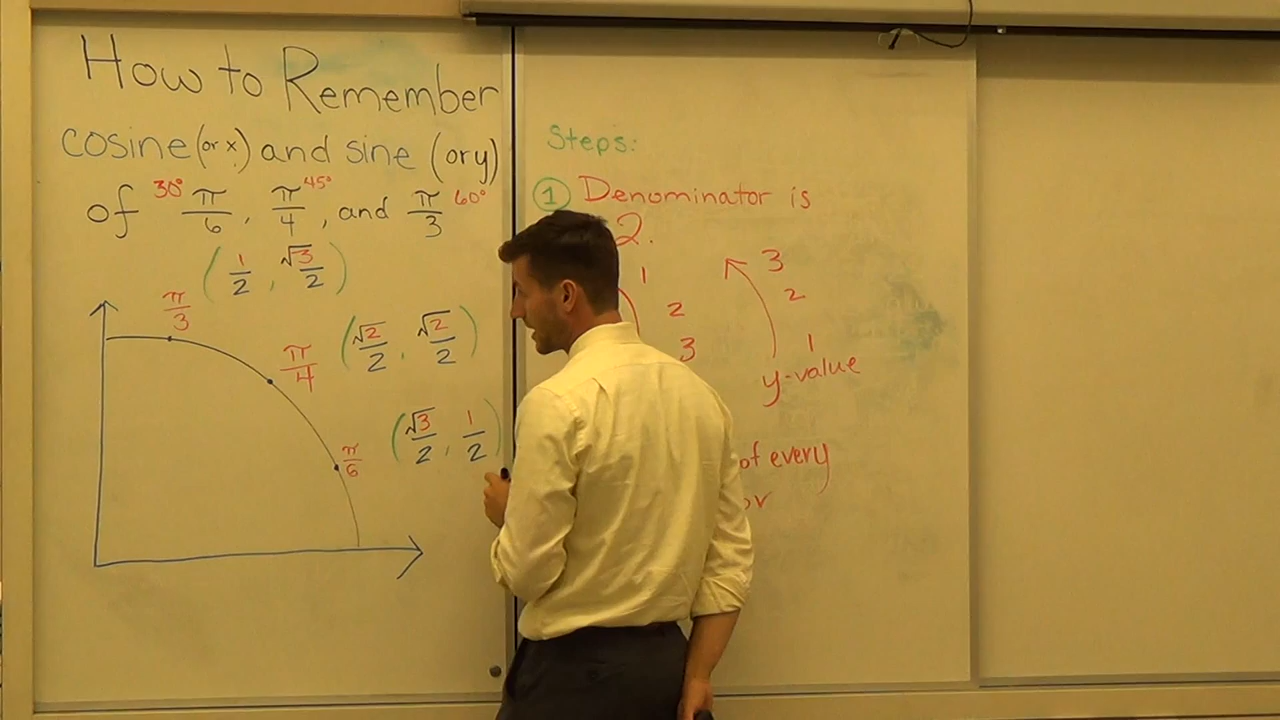 How to Remember
cosine (or x) and sine (or y)
of 30° π/6, π/4 45°, and π/3 60°
(1/2, √3/2)
π/3
π/4 (√2/2, √2/2)
π/6 (√3/2, 1/2)
Steps:
① Denominator is
2.
1
2
3
3
2
1
y-value
of every